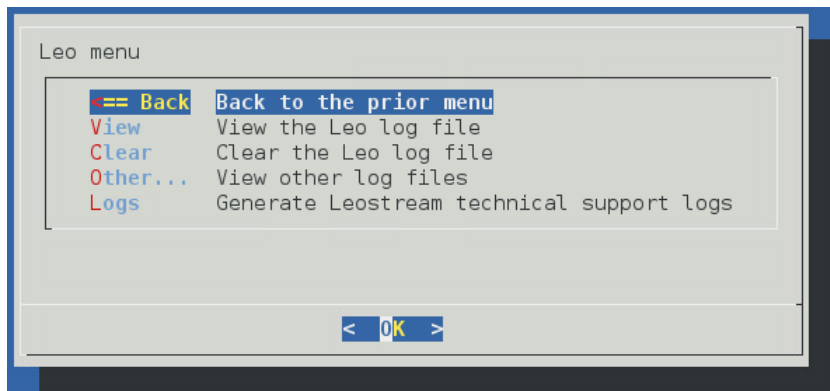 Leo menu
<== Back Back to the prior menu
View View the Leo log file
Clear Clear the Leo log file
Other... View other log files
Logs Generate Leostream technical support logs
< OK >